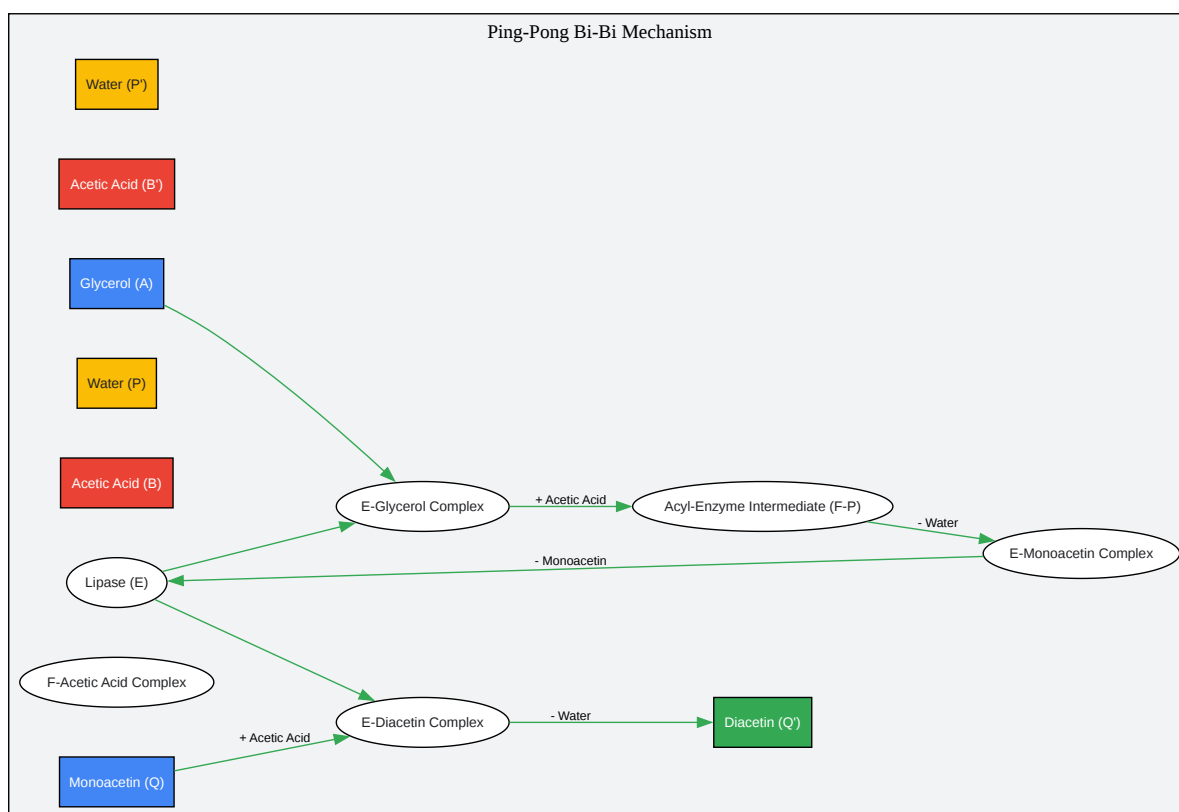 Ping-Pong Bi-Bi Mechanism
Water (P')
Acetic Acid (B')
Glycerol (A)
Water (P)
Acetic Acid (B)
E-Glycerol Complex
+ Acetic Acid
Acyl-Enzyme Intermediate (F-P)
- Water
E-Monoacetin Complex
- Monoacetin
Lipase (E)
F-Acetic Acid Complex
E-Diacetin Complex
- Water
Diacetin (Q')
+ Acetic Acid
Monoacetin (Q)